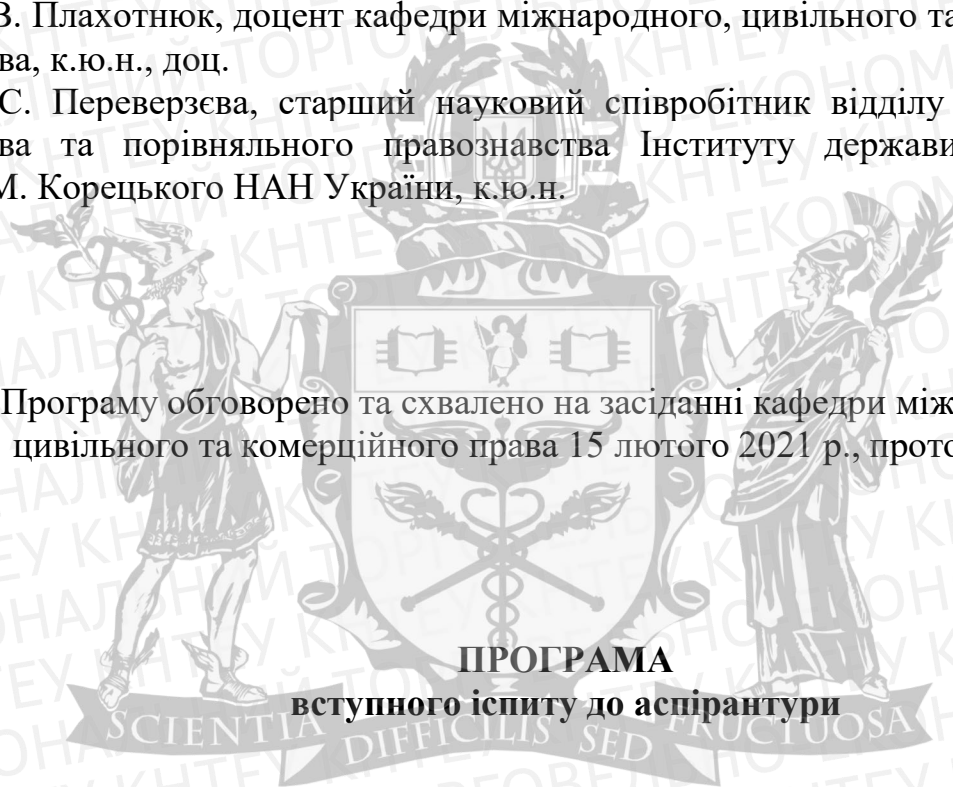 В. Плахотнюк, доцент кафедри міжнародного, цивільного та
ва, к.ю.н., доц.
С. Переверзєва, старший науковий співробітник відділу
ва та порівняльного правознавства Інституту держави
М. Корецького НАН України, к.ю.н.
Програму обговорено та схвалено на засіданні кафедри між
цивільного та комерційного права 15 лютого 2021 р., прото
ПРОГРАМА
вступного іспиту до аспірантури
SCIENTIA DIFFICILIS SED FRUCTUOSA